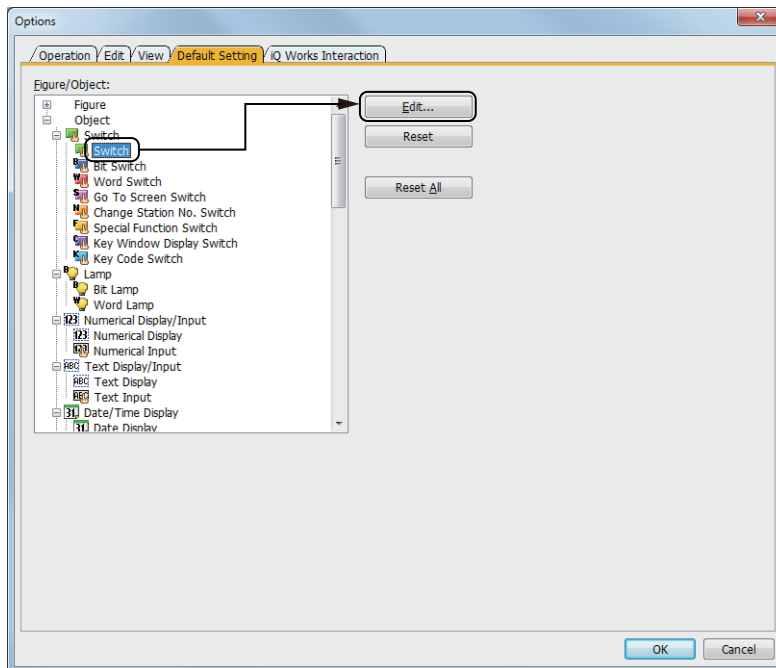 Options
Operation Edit View Default Setting iQ Works Interaction
Figure/Object:
Figure
Object
Switch
Switch
Bit Switch
Word Switch
Go To Screen Switch
Change Station No. Switch
Special Function Switch
Key Window Display Switch
Key Code Switch
Lamp
Bit Lamp
Word Lamp
Numerical Display/Input
Numerical Display
Numerical Input
Text Display/Input
Text Display
Text Input
Date/Time Display
Date Display
Edit...
Reset
Reset All
OK Cancel